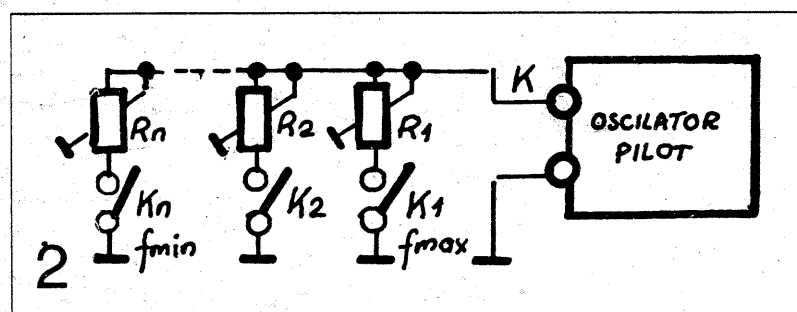 K
OSCILATOR
PILOT
Rn
R2
R1
Kn
K2
K1
fmin
fmax
2